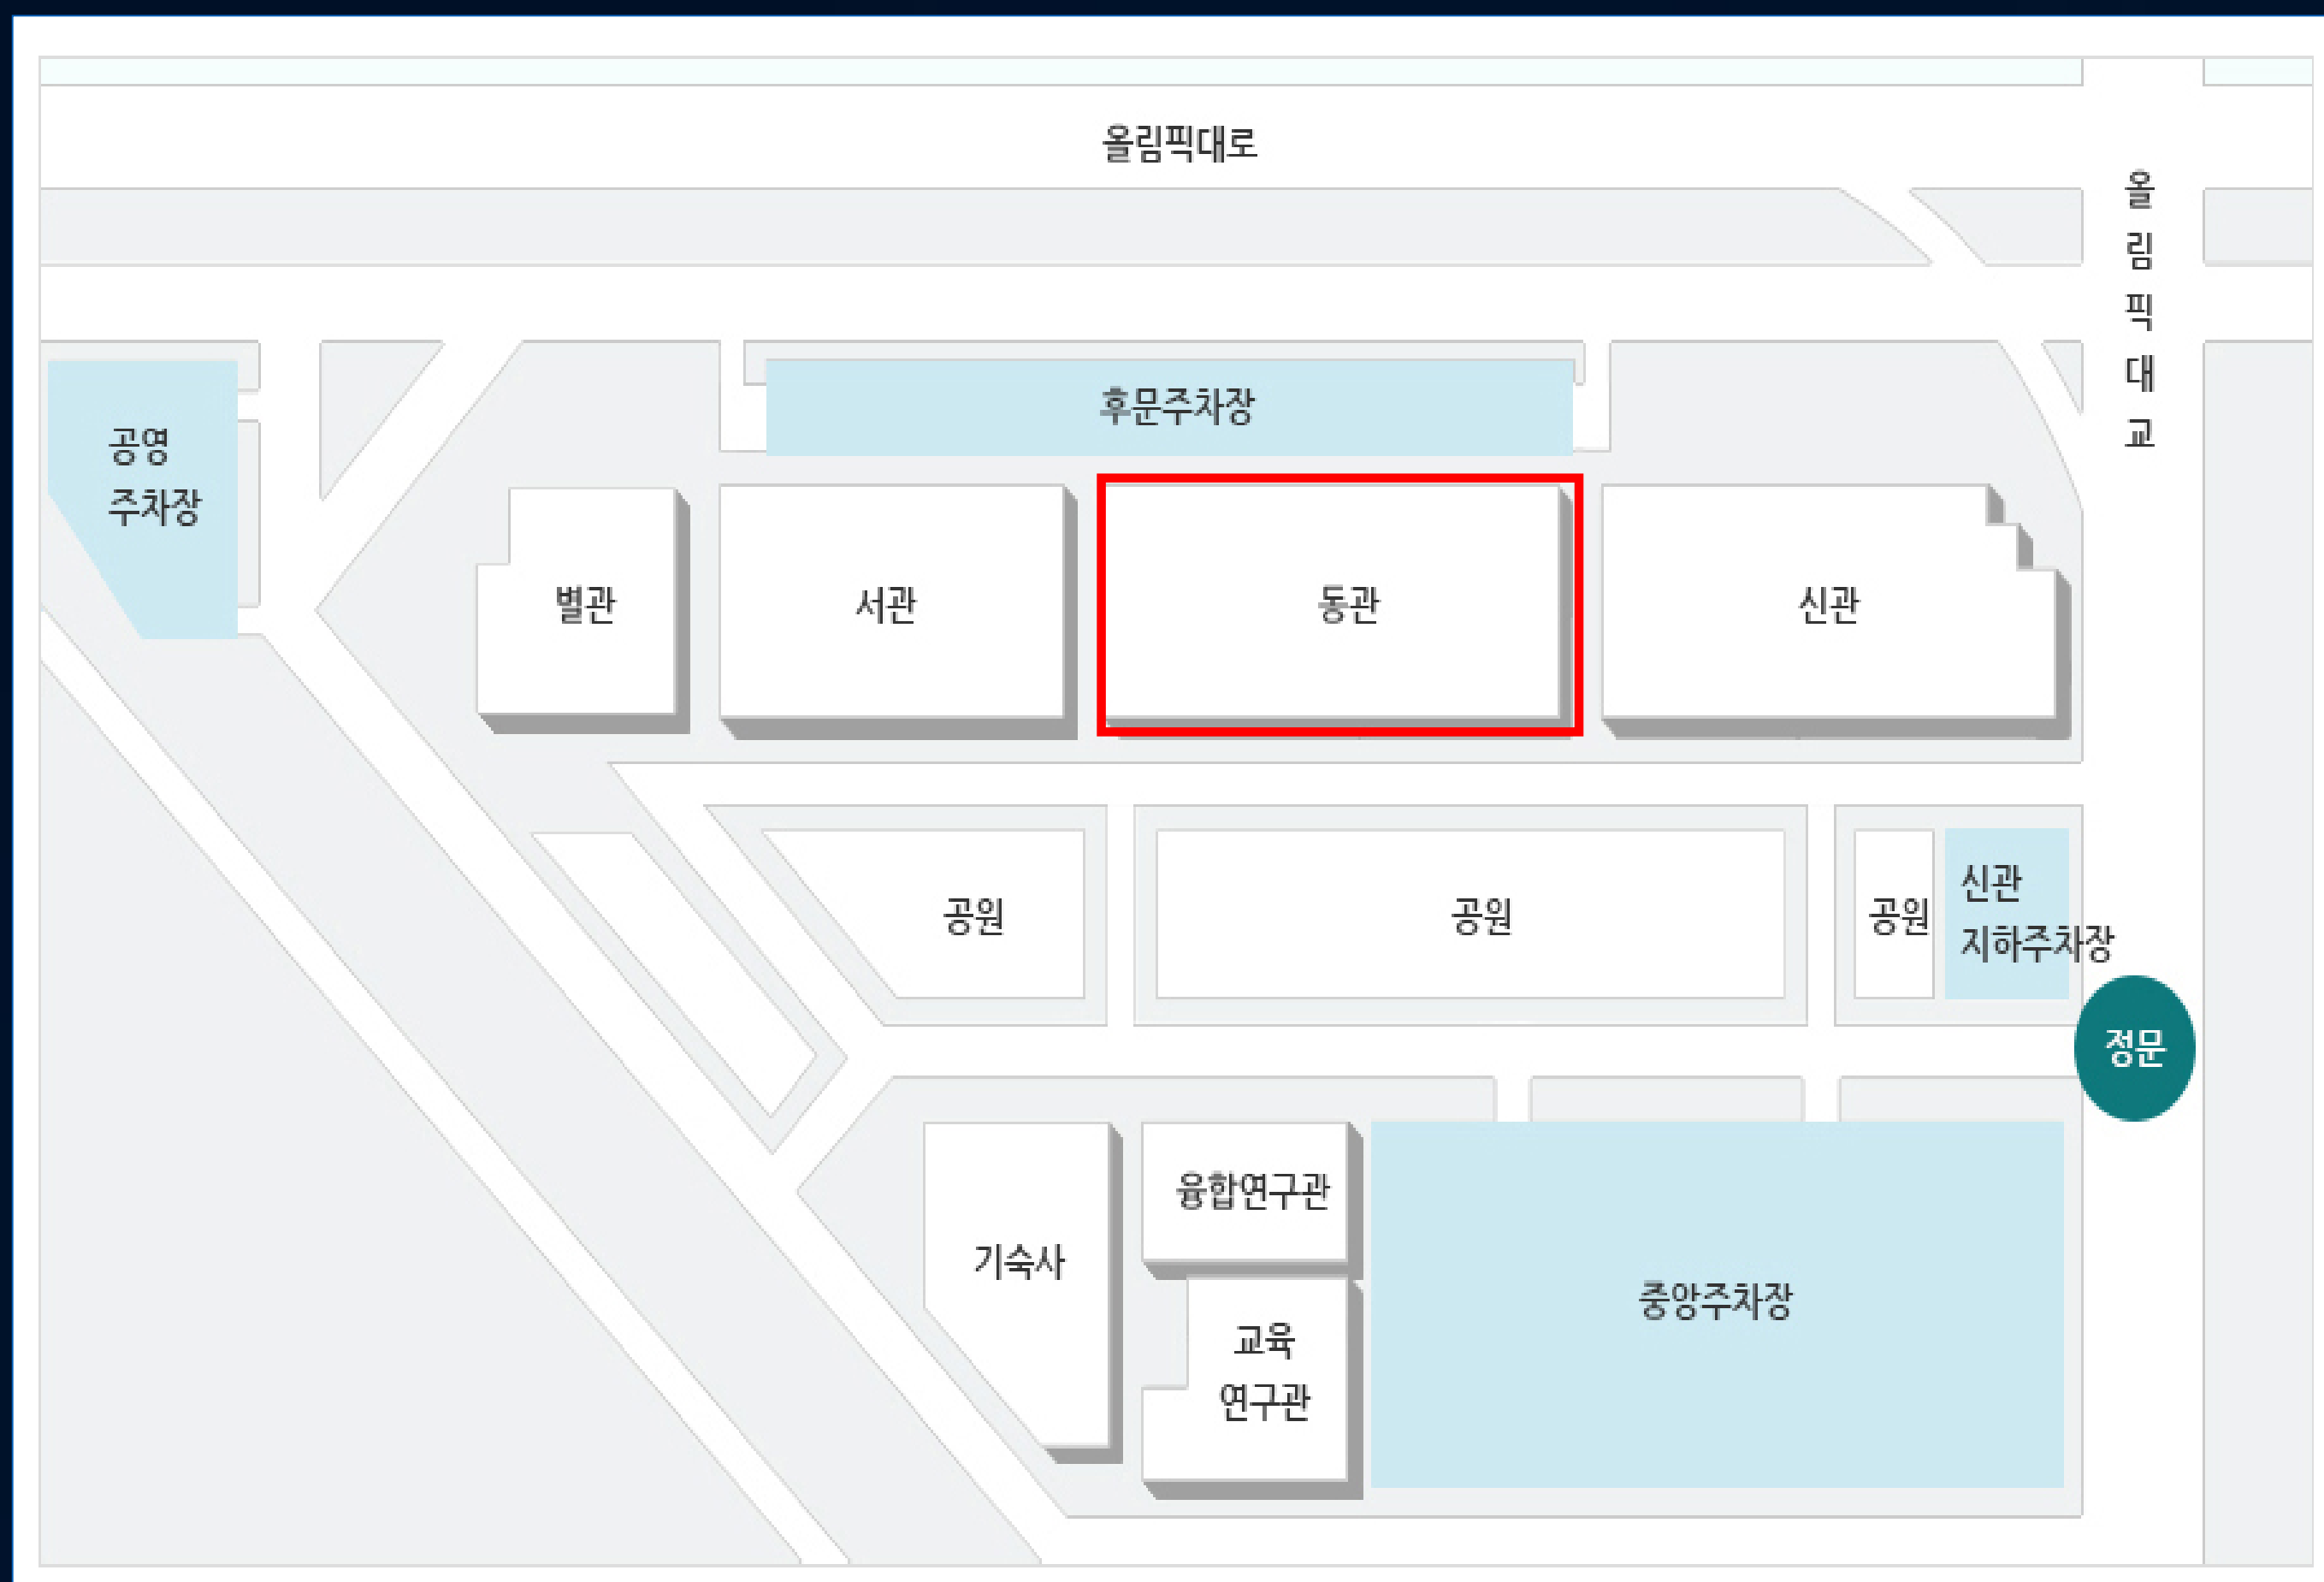 올림픽대로
올림픽대교
후문주차장
공영
주차장
별관
서관
동관
신관
공원
공원
공원
신관
지하주차장
정문
융합연구관
기숙사
교육
연구관
중앙주차장